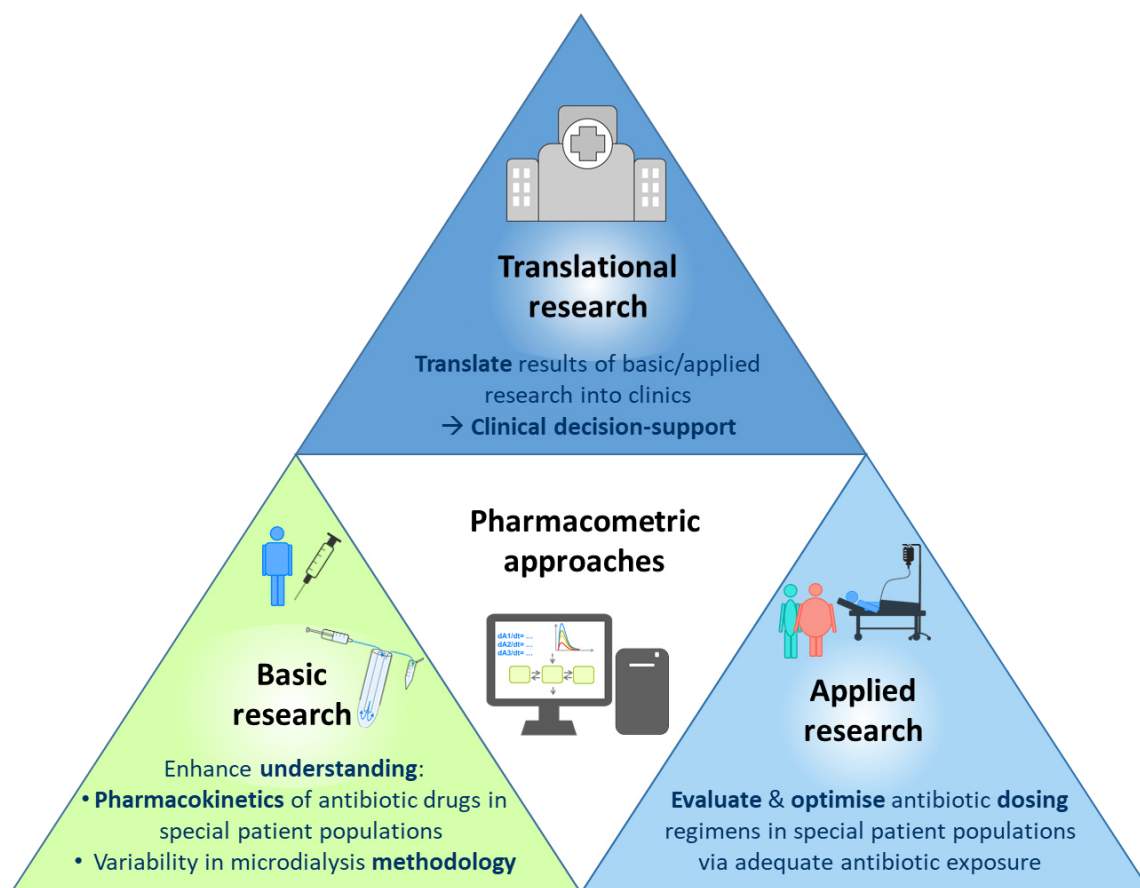 Translational
research
Translate results of basic/applied
research into clinics
→ Clinical decision-support
Pharmacometric
approaches
dA1/dt= ...
dA2/dt= ...
dA3/dt= ...
Basic
research
Enhance understanding:
• Pharmacokinetics of antibiotic drugs in
special patient populations
• Variability in microdialysis methodology
Applied
research
Evaluate & optimise antibiotic dosing
regimens in special patient populations
via adequate antibiotic exposure